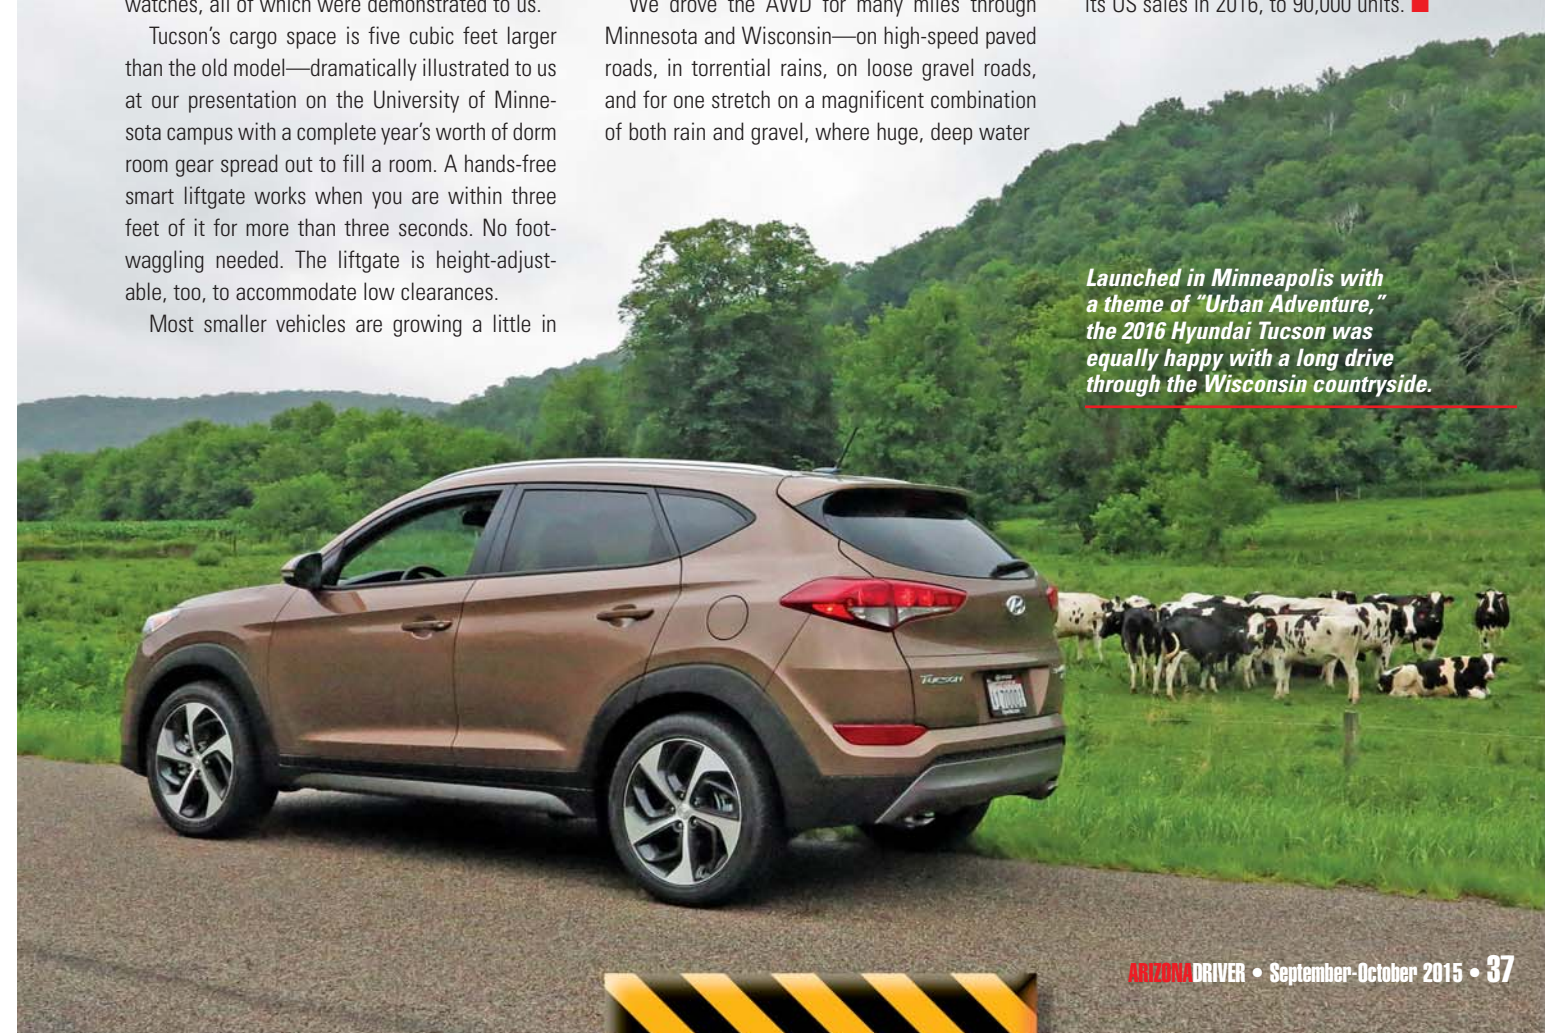 watches, all of which were demonstrated to us.
Tucson’s cargo space is five cubic feet larger
than the old model—dramatically illustrated to us
at our presentation on the University of Minne-
sota campus with a complete year’s worth of dorm
room gear spread out to fill a room. A hands-free
smart liftgate works when you are within three
feet of it for more than three seconds. No foot-
waggling needed. The liftgate is height-adjust-
able, too, to accommodate low clearances.
Most smaller vehicles are growing a little in
We drove the AWD for many miles through
Minnesota and Wisconsin—on high-speed paved
roads, in torrential rains, on loose gravel roads,
and for one stretch on a magnificent combination
of both rain and gravel, where huge, deep water
its US sales in 2016, to 90,000 units. ■
Launched in Minneapolis with
a theme of “Urban Adventure,”
the 2016 Hyundai Tucson was
equally happy with a long drive
through the Wisconsin countryside.
TUCSON
ARIZONADRIVER • September-October 2015 • 37